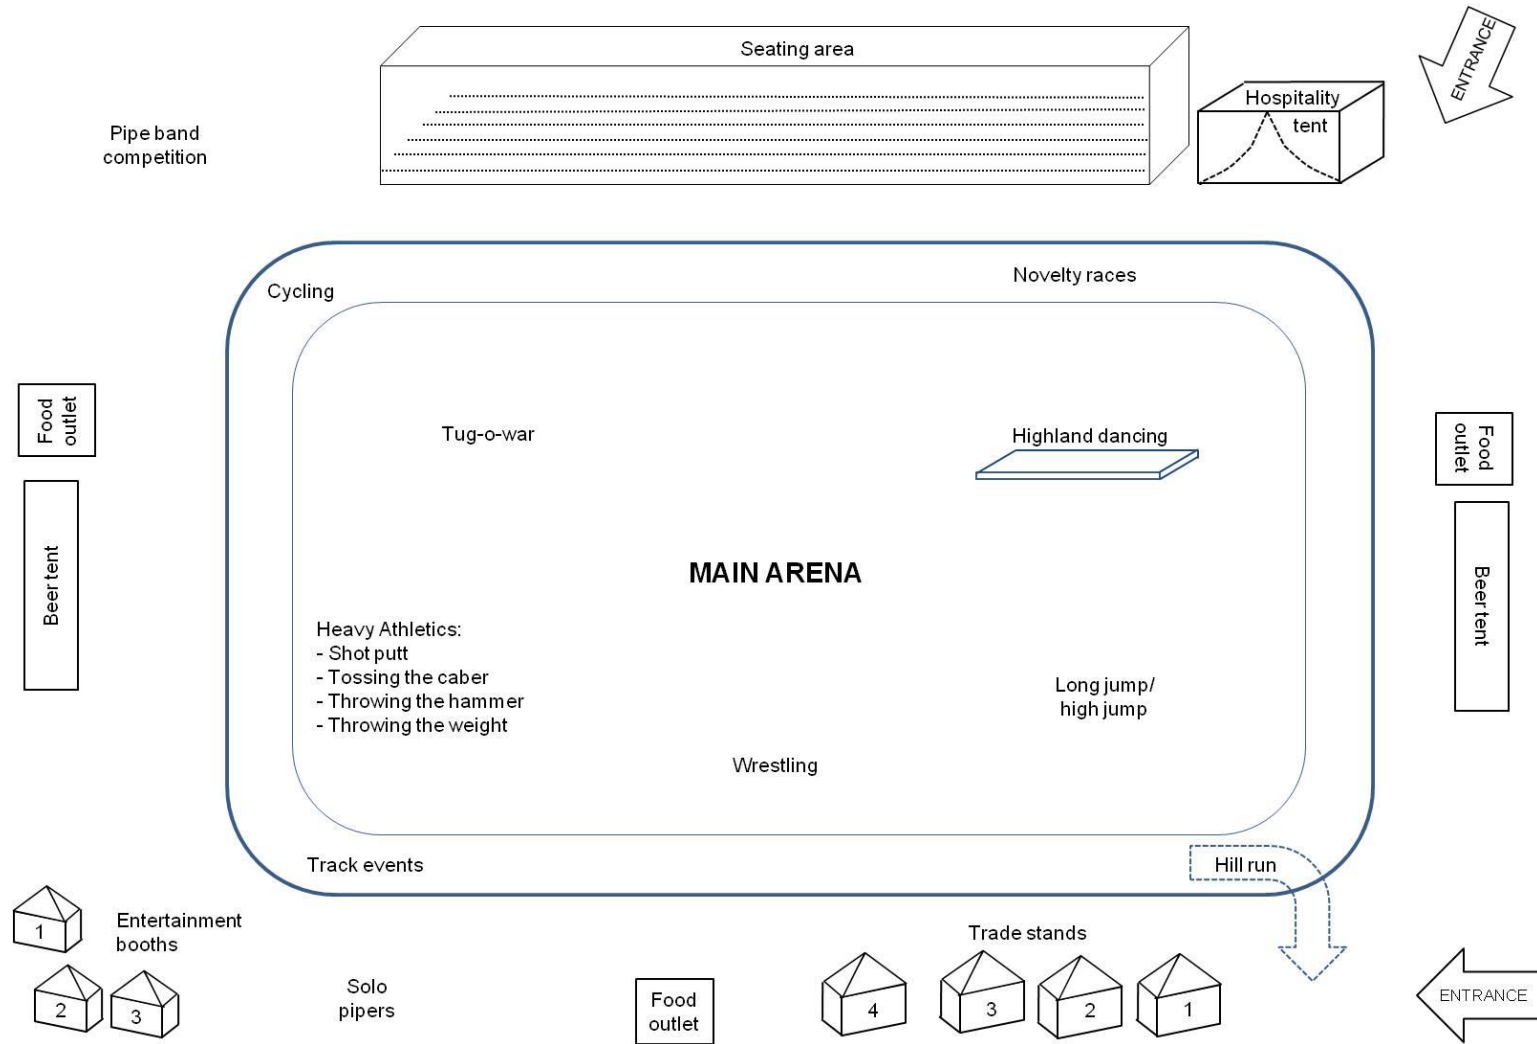 Seating area
ENTRANCE
Hospitality
tent
Pipe band
competition
Novelty races
Cycling
Food
outlet
Tug-o-war
Highland dancing
Food
outlet
Beer tent
MAIN ARENA
Beer tent
Heavy Athletics:
- Shot putt
- Tossing the caber
- Throwing the hammer
- Throwing the weight
Long jump/
high jump
Wrestling
Track events
Hill run
1
Entertainment
booths
2
3
Solo
pipers
Food
outlet
Trade stands
4
3
2
1
ENTRANCE